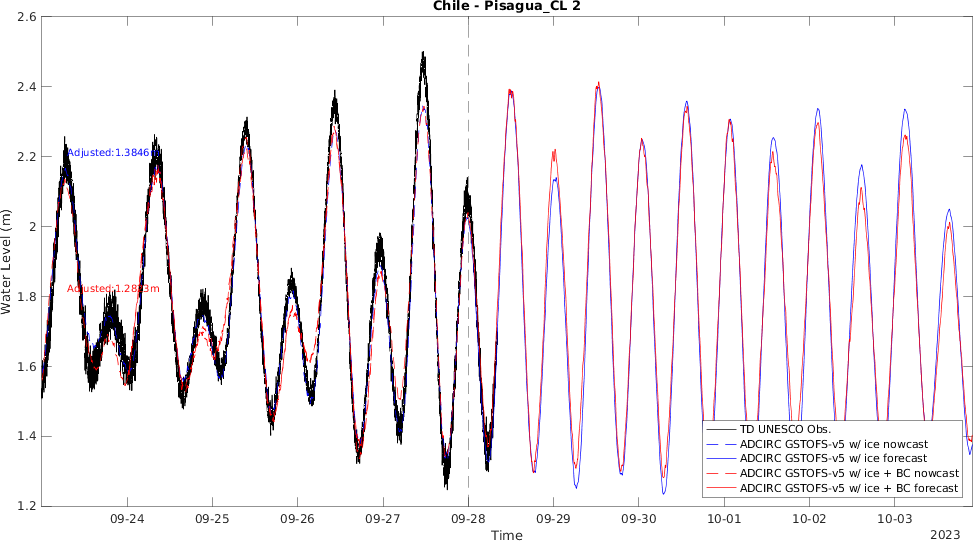 Chile - Pisagua_CL 2
2.6
2.4
2.2
2
1.8
1.6
1.4
1.2
Water Level (m)
Adjusted:1.3846
Adjusted:1.2883m
TD UNESCO Obs.
ADCIRC GSTOFS-v5 w/ ice nowcast
ADCIRC GSTOFS-v5 w/ ice forecast
ADCIRC GSTOFS-v5 w/ ice + BC nowcast
ADCIRC GSTOFS-v5 w/ ice + BC forecast
09-24 09-25 09-26 09-27 09-28 09-29 09-30 10-01 10-02 10-03
Time
2023